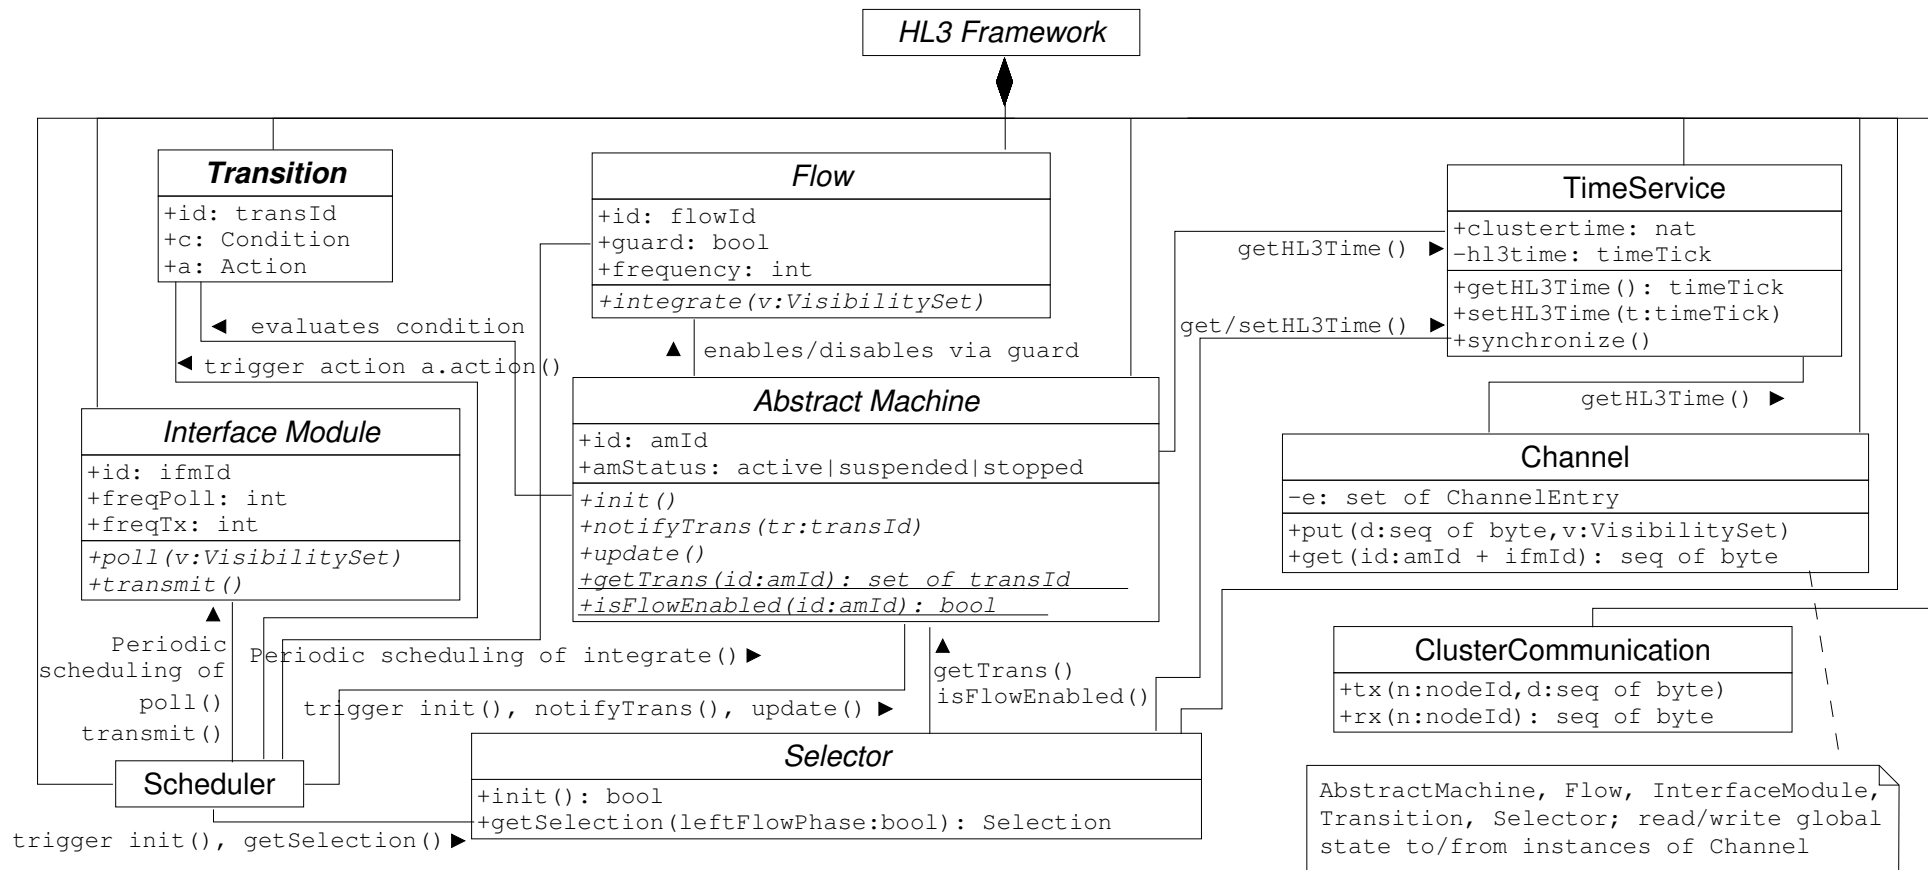 HL3 Framework
Transition
+id: transId
+c: Condition
+a: Action
Flow
+id: flowId
+guard: bool
+frequency: int
+integrate(v:VisibilitySet)
TimeService
+clustertime: nat
-hl3time: timeTick
+getHL3Time(): timeTick
+setHL3Time(t:timeTick)
+synchronize()
getHL3Time() ►
get/setHL3Time() ►
◄ evaluates condition
◄ trigger action a.action()
▲ enables/disables via guard
getHL3Time() ►
Interface Module
+id: ifmId
+freqPoll: int
+freqTx: int
+poll(v:VisibilitySet)
+transmit()
Abstract Machine
+id: amId
+amStatus: active|suspended|stopped
+init()
+notifyTrans(tr:transId)
+update()
+getTrans(id:amId): set of transId
+isFlowEnabled(id:amId): bool
Channel
-e: set of ChannelEntry
+put(d:seq of byte,v:VisibilitySet)
+get(id:amId + ifmId): seq of byte
▲
Periodic
scheduling of
poll()
transmit()
Periodic scheduling of integrate() ►
trigger init(), notifyTrans(), update() ►
▲
getTrans()
isFlowEnabled()
ClusterCommunication
+tx(n:nodeId,d:seq of byte)
+rx(n:nodeId): seq of byte
Scheduler
trigger init(), getSelection() ►
Selector
+init(): bool
+getSelection(leftFlowPhase:bool): Selection
AbstractMachine, Flow, InterfaceModule,
Transition, Selector; read/write global
state to/from instances of Channel